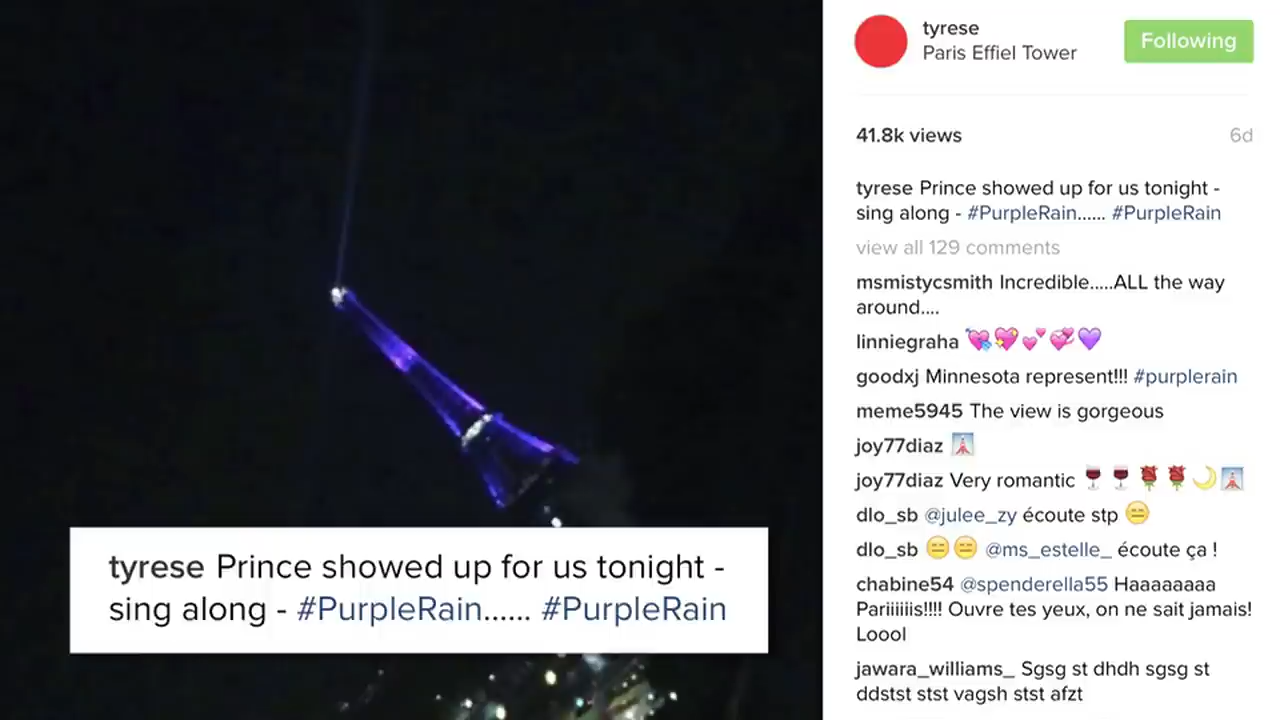 tyrese
Paris Effiel Tower
Following
41.8k views
6d
tyrese Prince showed up for us tonight -
sing along - #PurpleRain...... #PurpleRain
view all 129 comments
msmistycsmith Incredible.....ALL the way
around....
linniegraha 💘💖💕💞💜
goodxj Minnesota represent!!! #purplerain
meme5945 The view is gorgeous
joy77diaz 🗼
joy77diaz Very romantic 🍷🍷🌹🌹🌙🗼
dlo_sb @julee_zy écoute stp 😑
dlo_sb 😑😑 @ms_estelle_ écoute ça !
chabine54 @spenderella55 Haaaaaaaa
Pariiiiiis!!!! Ouvre tes yeux, on ne sait jamais!
Loool
jawara_williams_ Sgsg st dhdh sgsg st
ddstst stst vagsh stst afzt
tyrese Prince showed up for us tonight -
sing along - #PurpleRain...... #PurpleRain